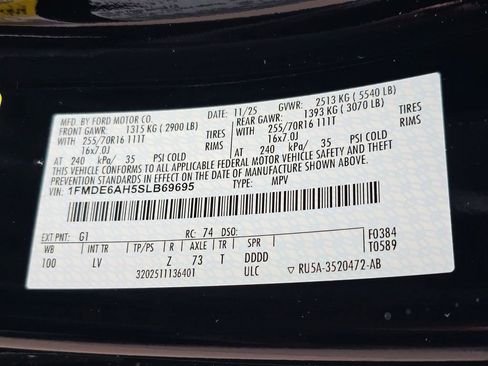 MFD. BY FORD MOTOR CO. 11/25 GVWR: 2513 KG ( 5540 LB)
FRONT GAWR: 1315 KG ( 2900 LB) REAR GAWR: 1393 KG ( 3070 LB)
WITH 255/70R16 111T TIRES WITH 255/70R16 111T TIRES
16x7.0J 16x7.0J RIMS
AT 240 kPa/ 35 PSI COLD AT 240 kPa/ 35 PSI COLD
THIS VEHICLE CONFORMS TO ALL APPLICABLE FEDERAL MOTOR VEHICLE SAFETY AND THEFT
PREVENTION STANDARDS IN EFFECT ON THE DATE OF MANUFACTURE SHOWN ABOVE.
VIN: 1FMDE6AH5SLB69695 TYPE: MPV
EXT PNT: G1 RC: 74 DSO: F0384
WB INT TR TP/PS R AXLE TR SPR T0589
100 LV Z 73 T DDDD
3202511136401 ULC ▽ RU5A-3520472-AB